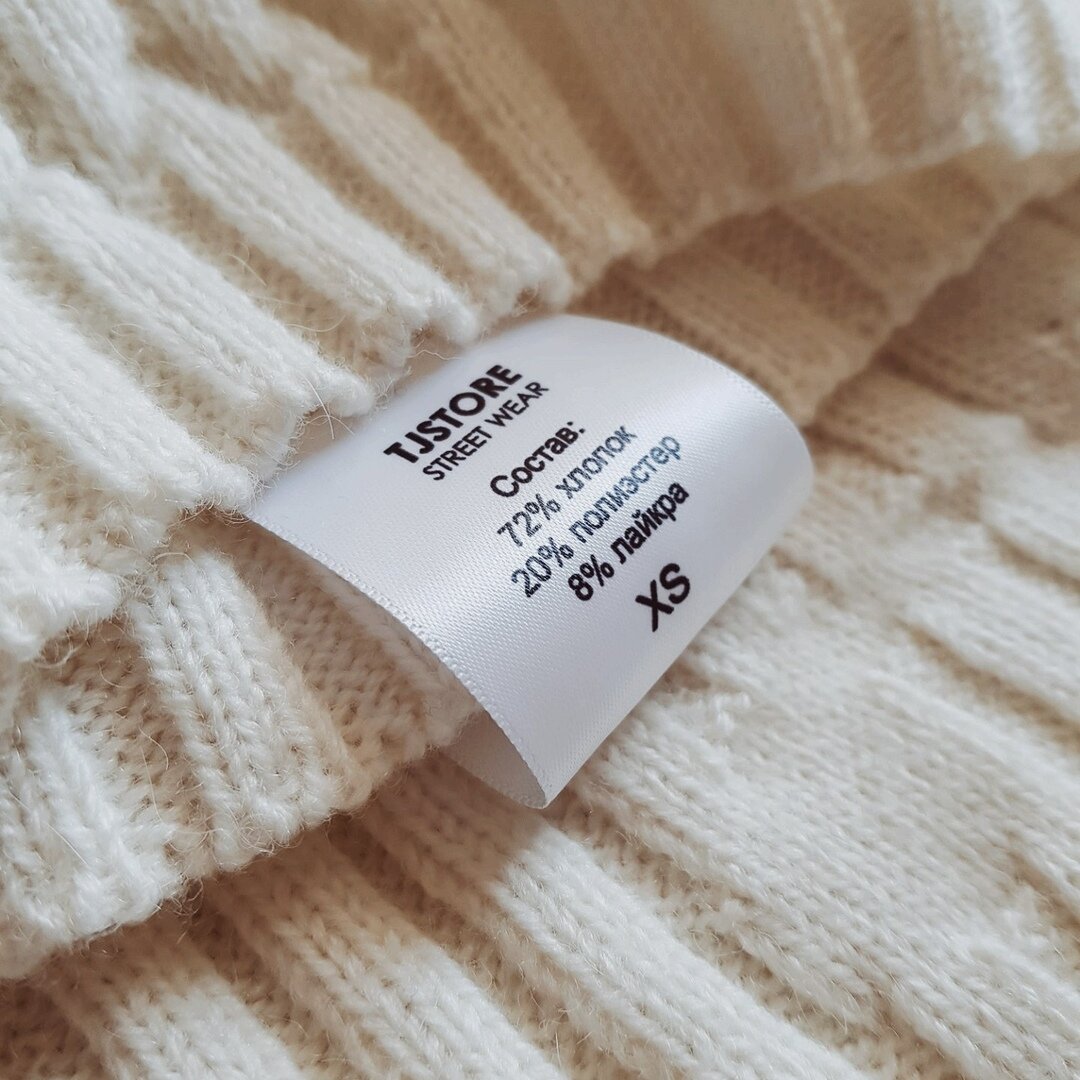 TJSTORE
STREET WEAR
Состав:
72% хлопок
20% полиэстер
8% лайкра
XS